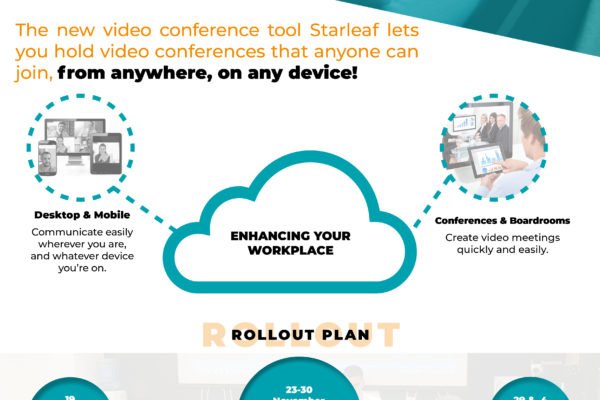 The new video conference tool Starleaf lets
you hold video conferences that anyone can
join, from anywhere, on any device!
Desktop & Mobile
Communicate easily
wherever you are,
and whatever device
you're on.
ENHANCING YOUR
WORKPLACE
Conferences & Boardrooms
Create video meetings
quickly and easily.
ROLLOUT
ROLLOUT PLAN
19
23-30
November
29 & 4